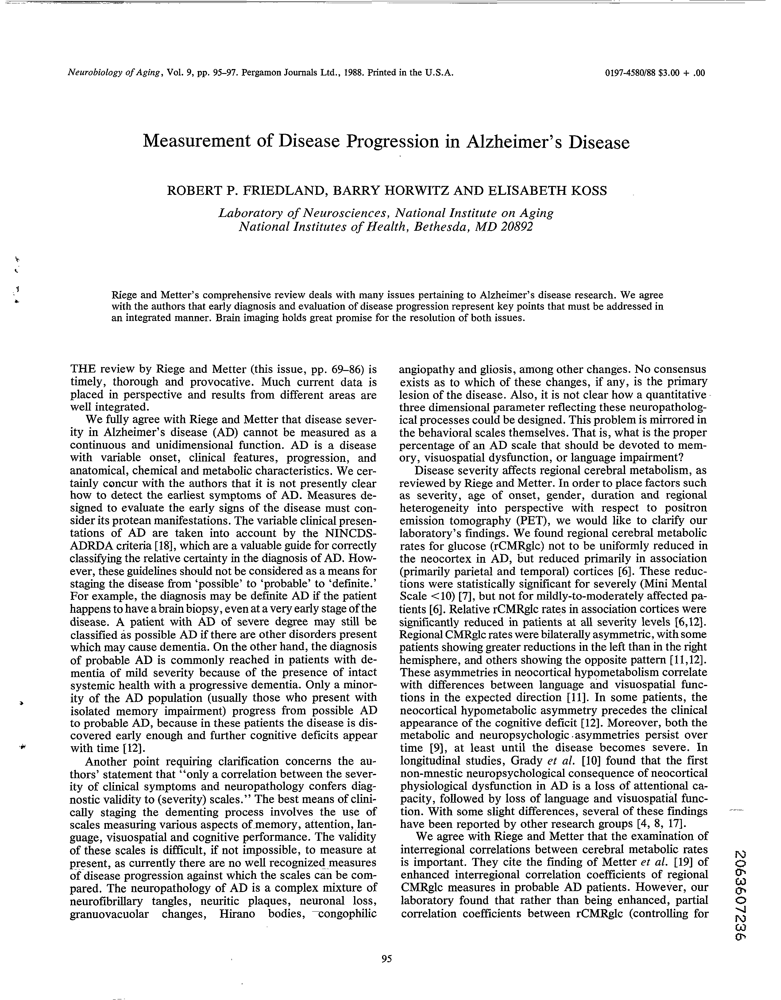 Neurobiology of Aging, Vol. 9, pp. 95–97. Pergamon Journals Ltd., 1988. Printed in the U.S.A.
0197-4580/88 $3.00 + .00
Measurement of Disease Progression in Alzheimer's Disease
ROBERT P. FRIEDLAND, BARRY HORWITZ AND ELISABETH KOSS
Laboratory of Neurosciences, National Institute on Aging
National Institutes of Health, Bethesda, MD 20892
Riege and Metter's comprehensive review deals with many issues pertaining to Alzheimer's disease research. We agree
with the authors that early diagnosis and evaluation of disease progression represent key points that must be addressed in
an integrated manner. Brain imaging holds great promise for the resolution of both issues.
THE review by Riege and Metter (this issue, pp. 69–86) is
timely, thorough and provocative. Much current data is
placed in perspective and results from different areas are
well integrated.
We fully agree with Riege and Metter that disease sever-
ity in Alzheimer's disease (AD) cannot be measured as a
continuous and unidimensional function. AD is a disease
with variable onset, clinical features, progression, and
anatomical, chemical and metabolic characteristics. We cer-
tainly concur with the authors that it is not presently clear
how to detect the earliest symptoms of AD. Measures de-
signed to evaluate the early signs of the disease must con-
sider its protean manifestations. The variable clinical presen-
tations of AD are taken into account by the NINCDS-
ADRDA criteria [18], which are a valuable guide for correctly
classifying the relative certainty in the diagnosis of AD. How-
ever, these guidelines should not be considered as a means for
staging the disease from 'possible' to 'probable' to 'definite.'
For example, the diagnosis may be definite AD if the patient
happens to have a brain biopsy, even at a very early stage of the
disease. A patient with AD of severe degree may still be
classified as possible AD if there are other disorders present
which may cause dementia. On the other hand, the diagnosis
of probable AD is commonly reached in patients with de-
mentia of mild severity because of the presence of intact
systemic health with a progressive dementia. Only a minor-
ity of the AD population (usually those who present with
isolated memory impairment) progress from possible AD
to probable AD, because in these patients the disease is dis-
covered early enough and further cognitive deficits appear
with time [12].
Another point requiring clarification concerns the au-
thors' statement that "only a correlation between the sever-
ity of clinical symptoms and neuropathology confers diag-
nostic validity to (severity) scales." The best means of clini-
cally staging the dementing process involves the use of
scales measuring various aspects of memory, attention, lan-
guage, visuospatial and cognitive performance. The validity
of these scales is difficult, if not impossible, to measure at
present, as currently there are no well recognized measures
of disease progression against which the scales can be com-
pared. The neuropathology of AD is a complex mixture of
neurofibrillary tangles, neuritic plaques, neuronal loss,
granuovacuolar changes, Hirano bodies, congophilic
angiopathy and gliosis, among other changes. No consensus
exists as to which of these changes, if any, is the primary
lesion of the disease. Also, it is not clear how a quantitative
three dimensional parameter reflecting these neuropatholog-
ical processes could be designed. This problem is mirrored in
the behavioral scales themselves. That is, what is the proper
percentage of an AD scale that should be devoted to mem-
ory, visuospatial dysfunction, or language impairment?
Disease severity affects regional cerebral metabolism, as
reviewed by Riege and Metter. In order to place factors such
as severity, age of onset, gender, duration and regional
heterogeneity into perspective with respect to positron
emission tomography (PET), we would like to clarify our
laboratory's findings. We found regional cerebral metabolic
rates for glucose (rCMRglc) not to be uniformly reduced in
the neocortex in AD, but reduced primarily in association
(primarily parietal and temporal) cortices [6]. These reduc-
tions were statistically significant for severely (Mini Mental
Scale <10) [7], but not for mildly-to-moderately affected pa-
tients [6]. Relative rCMRglc rates in association cortices were
significantly reduced in patients at all severity levels [6,12].
Regional CMRglc rates were bilaterally asymmetric, with some
patients showing greater reductions in the left than in the right
hemisphere, and others showing the opposite pattern [11,12].
These asymmetries in neocortical hypometabolism correlate
with differences between language and visuospatial func-
tions in the expected direction [11]. In some patients, the
neocortical hypometabolic asymmetry precedes the clinical
appearance of the cognitive deficit [12]. Moreover, both the
metabolic and neuropsychologic asymmetries persist over
time [9], at least until the disease becomes severe. In
longitudinal studies, Grady et al. [10] found that the first
non-mnestic neuropsychological consequence of neocortical
physiological dysfunction in AD is a loss of attentional ca-
pacity, followed by loss of language and visuospatial func-
tion. With some slight differences, several of these findings
have been reported by other research groups [4, 8, 17].
We agree with Riege and Metter that the examination of
interregional correlations between cerebral metabolic rates
is important. They cite the finding of Metter et al. [19] of
enhanced interregional correlation coefficients of regional
CMRglc measures in probable AD patients. However, our
laboratory found that rather than being enhanced, partial
correlation coefficients between rCMRglc (controlling for
95
2063607236